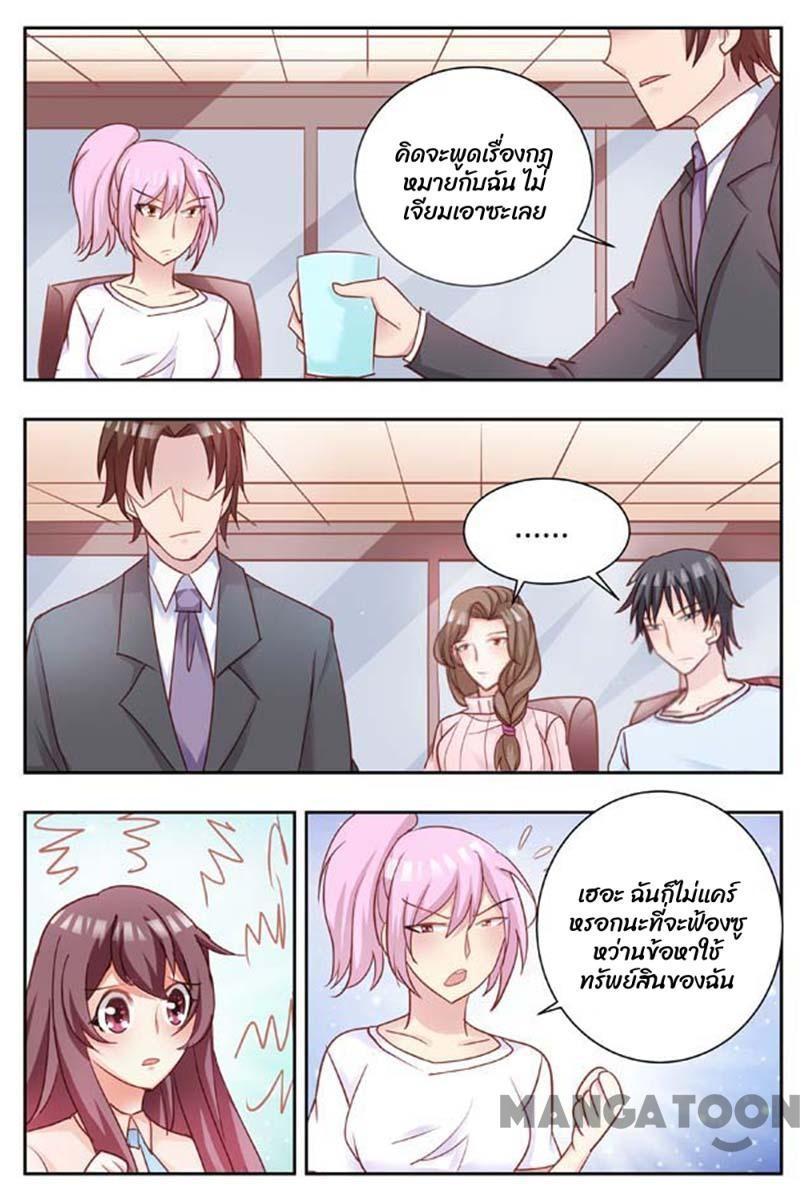 คิดจะพูดเรื่องกฏ
หมายกับฉัน ไม่
เจียมเอาซะเลย
......
เฮอะ ฉันก็ไม่แคร์
หรอกนะที่จะฟ้องซู
หว่านข้อหาใช้
ทรัพย์สินของฉัน
MANGATOON